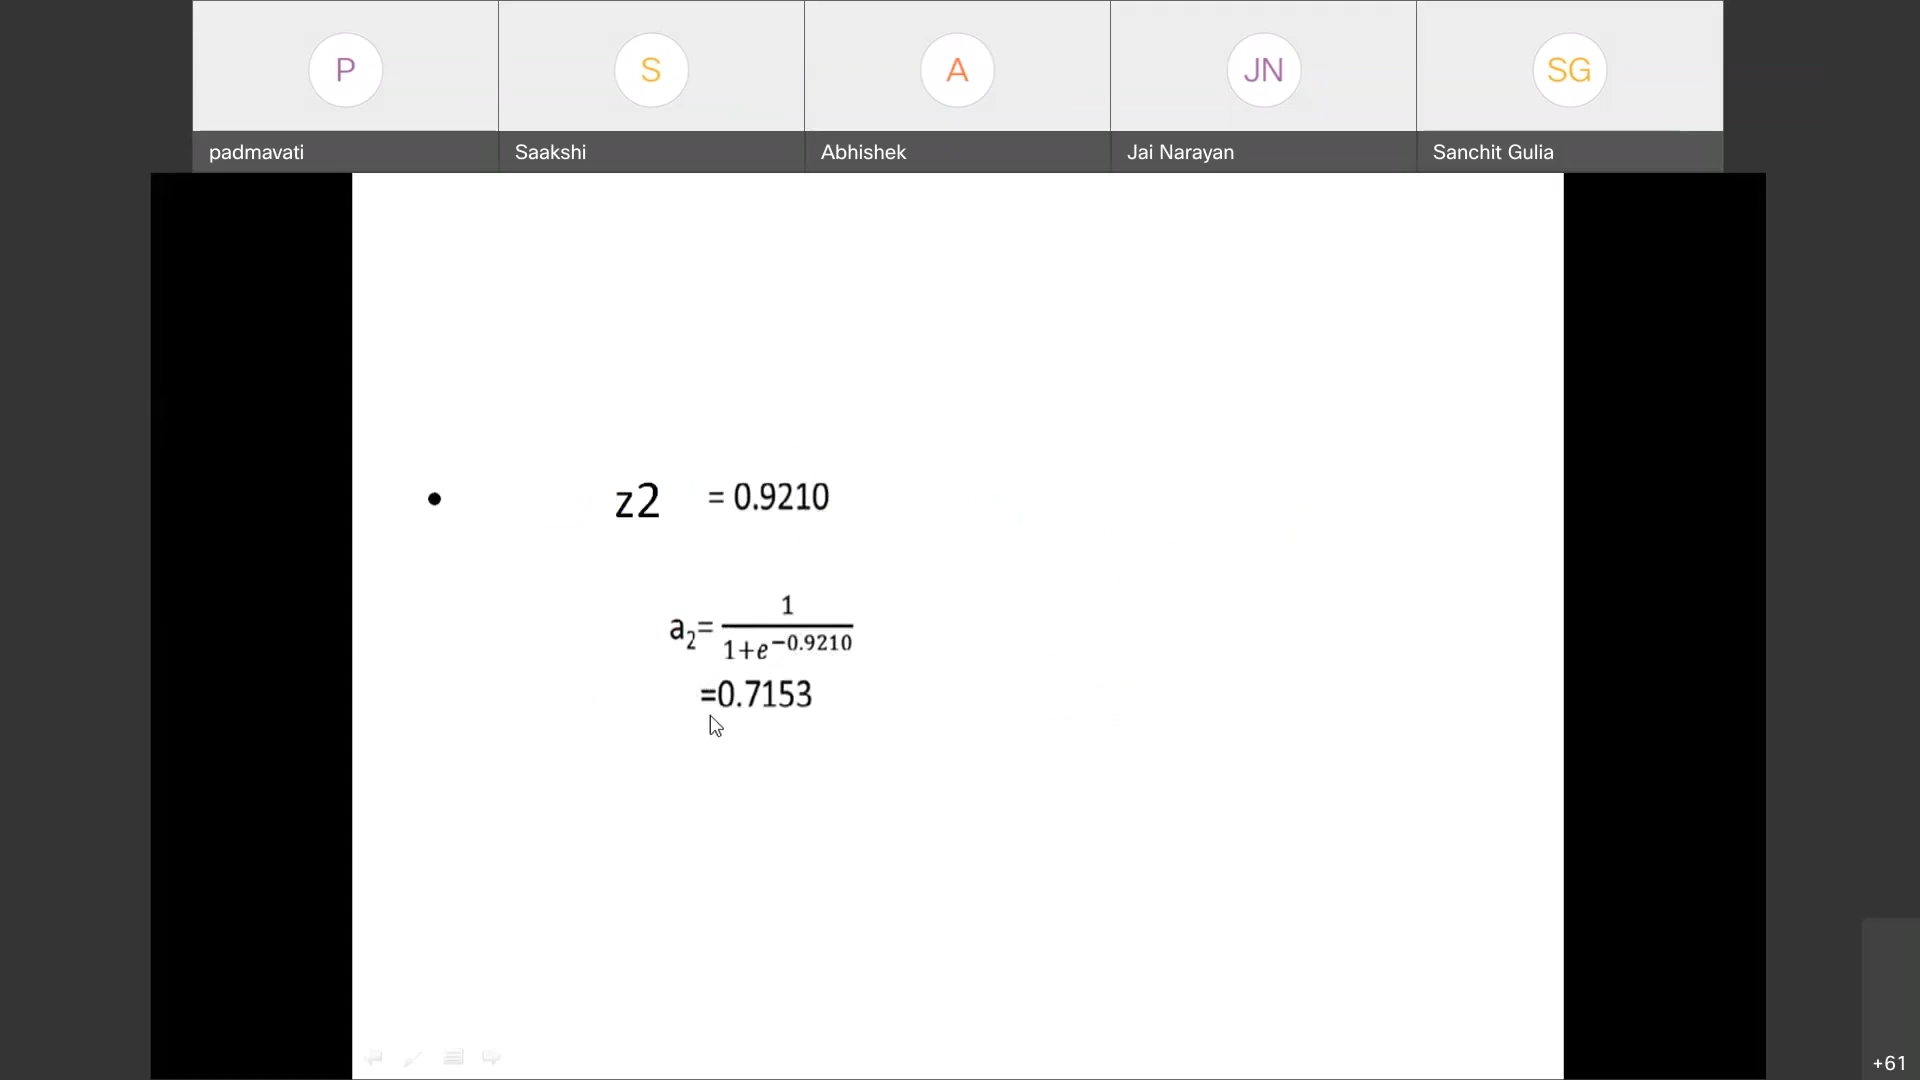 P S A JN SG
padmavati Saakshi Abhishek Jai Narayan Sanchit Gulia
• z2 = 0.9210
a₂= 1
1+e⁻⁰·⁹²¹⁰
=0.7153
+61